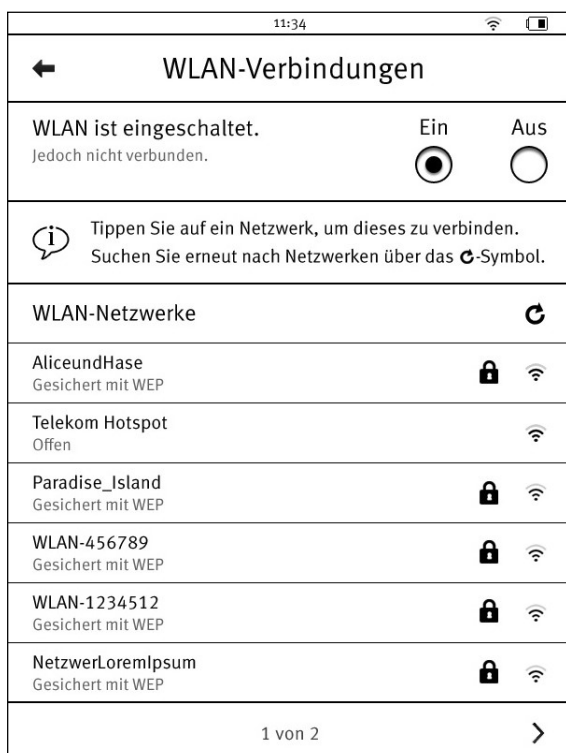 11:34
WLAN-Verbindungen
WLAN ist eingeschaltet. Ein Aus
Jedoch nicht verbunden.
Tippen Sie auf ein Netzwerk, um dieses zu verbinden.
Suchen Sie erneut nach Netzwerken über das -Symbol.
WLAN-Netzwerke
AliceundHase
Gesichert mit WEP
Telekom Hotspot
Offen
Paradise_Island
Gesichert mit WEP
WLAN-456789
Gesichert mit WEP
WLAN-1234512
Gesichert mit WEP
NetzwerLoremIpsum
Gesichert mit WEP
1 von 2